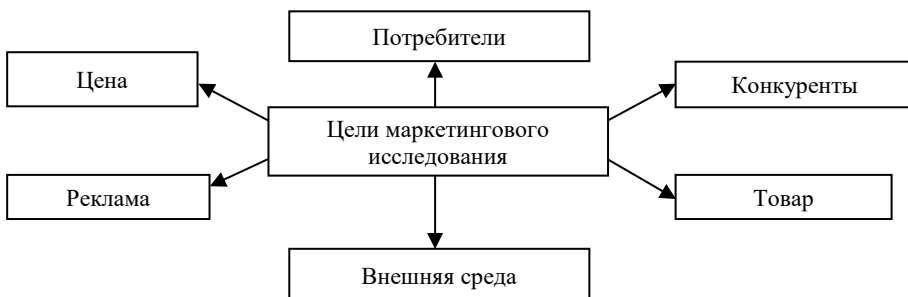 Потребители
Цена
Конкуренты
Цели маркетингового
исследования
Реклама
Товар
Внешняя среда